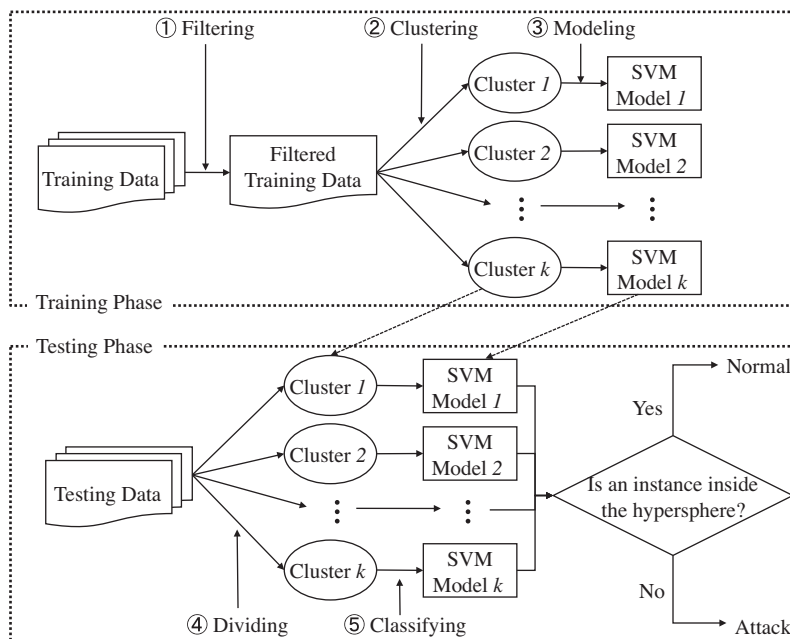 ① Filtering
② Clustering
③ Modeling
Training Data
Filtered
Training Data
Cluster 1
SVM
Model 1
Cluster 2
SVM
Model 2
⋮
⋮
Cluster k
SVM
Model k
Training Phase
Testing Phase
Testing Data
Cluster 1
SVM
Model 1
Cluster 2
SVM
Model 2
⋮
⋮
Cluster k
SVM
Model k
④ Dividing
⑤ Classifying
Is an instance inside
the hypersphere?
Yes
Normal
No
Attack